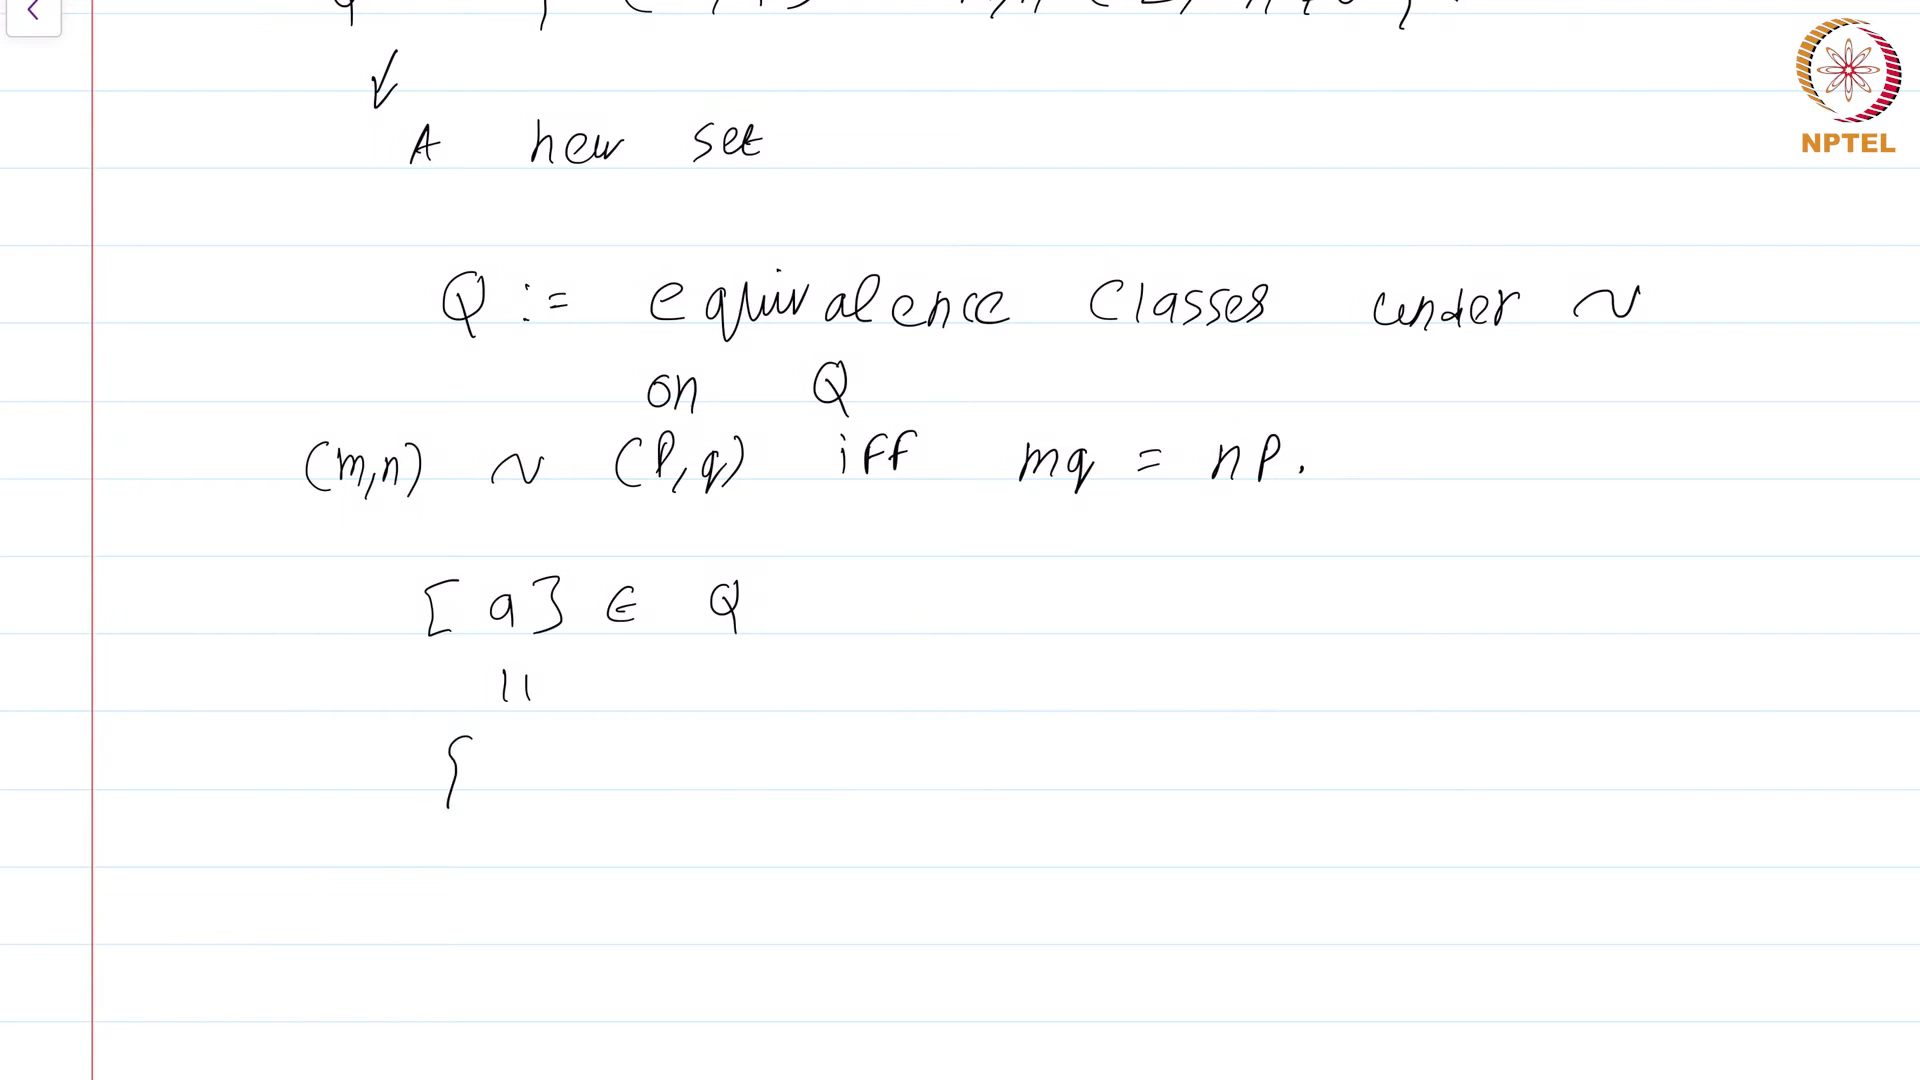 A new set
NPTEL
Q := equivalence classes under ~
on Q
(m,n) ~ (p,q) iff mq = np.
[a] ∈ Q
||
{